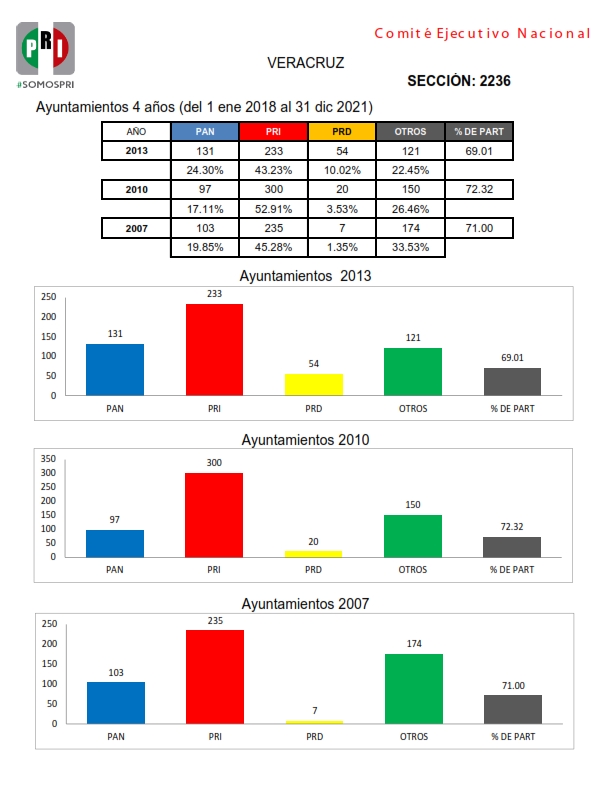 Comité Ejecutivo Nacional
PRI
#SOMOSPRI
VERACRUZ
SECCIÓN: 2236
Ayuntamientos 4 años (del 1 ene 2018 al 31 dic 2021)
AÑO PAN PRI PRD OTROS % DE PART
2013 131 233 54 121 69.01
24.30% 43.23% 10.02% 22.45%
2010 97 300 20 150 72.32
17.11% 52.91% 3.53% 26.46%
2007 103 235 7 174 71.00
19.85% 45.28% 1.35% 33.53%
Ayuntamientos 2013
250
200
150
100
50
0
131 233 54 121 69.01
PAN PRI PRD OTROS % DE PART
Ayuntamientos 2010
350
300
250
200
150
100
50
0
97 300 20 150 72.32
PAN PRI PRD OTROS % DE PART
Ayuntamientos 2007
250
200
150
100
50
0
103 235 7 174 71.00
PAN PRI PRD OTROS % DE PART